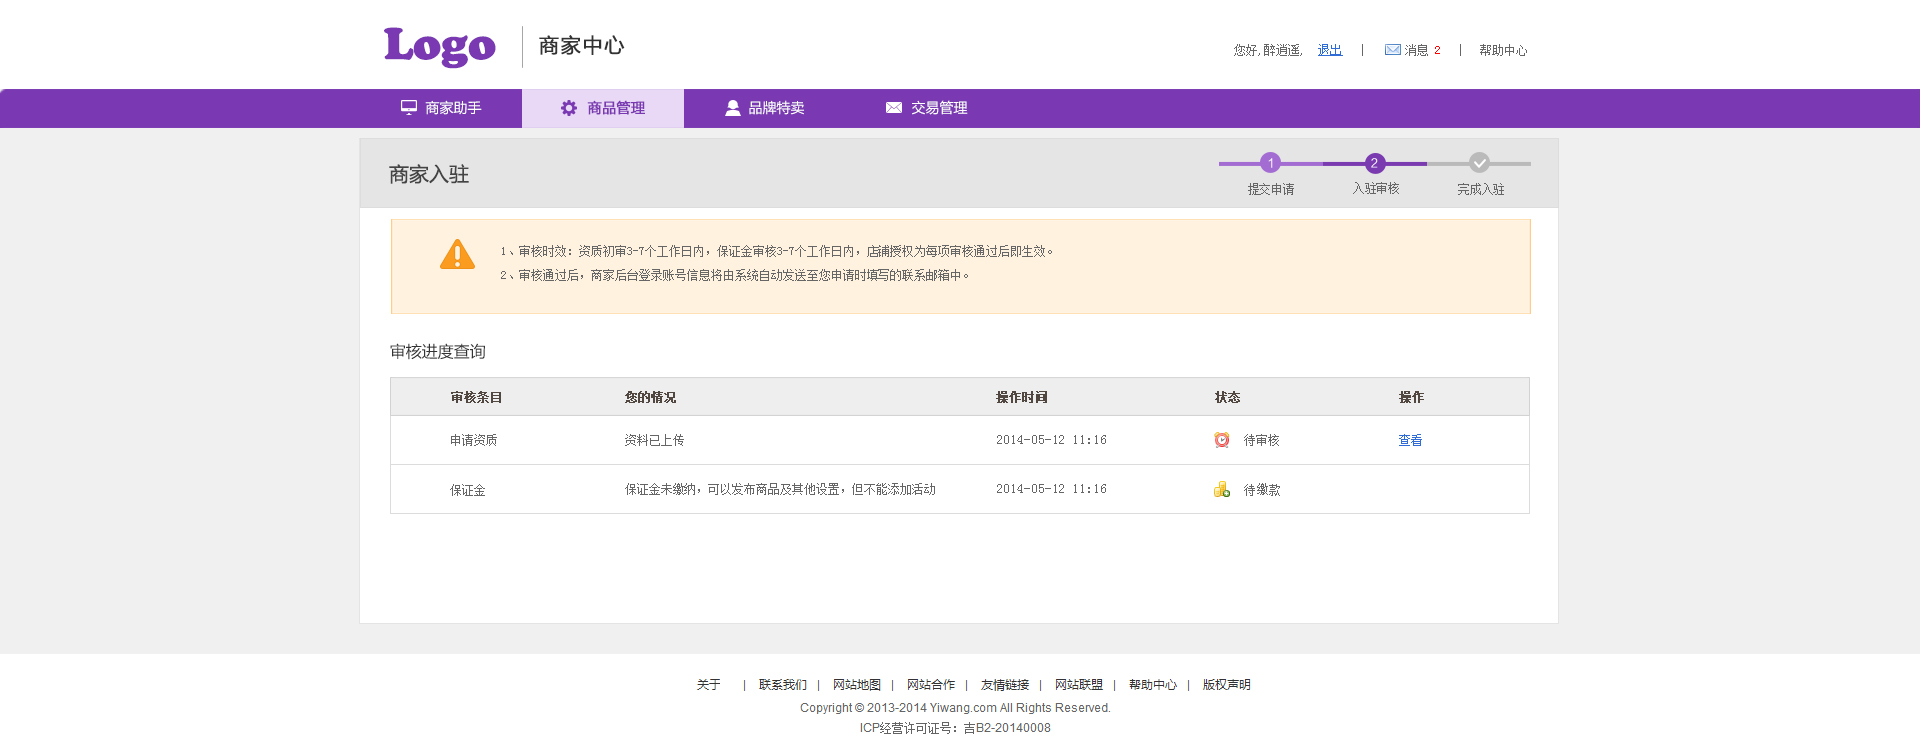 Logo 商家中心
您好,醉逍遥, 退出 | 消息 2 | 帮助中心
商家助手 商品管理 品牌特卖 交易管理
商家入驻
1 2
提交申请 入驻审核 完成入驻
1、审核时效：资质初审3-7个工作日内，保证金审核3-7个工作日内，店浦授权为每项审核通过后即生效。
2、审核通过后，商家后台登录账号信息将由系统自动发送至您申请时填写的联系邮箱中。
审核进度查询
审核条目 您的情况 操作时间 状态 操作
申请资质 资料已上传 2014-05-12 11:16 待审核 查看
保证金 保证金未缴纳，可以发布商品及其他设置，但不能添加活动 2014-05-12 11:16 待缴款
关于 | 联系我们 | 网站地图 | 网站合作 | 友情链接 | 网站联盟 | 帮助中心 | 版权声明
Copyright © 2013-2014 Yiwang.com All Rights Reserved.
ICP经营许可证号：吉B2-20140008